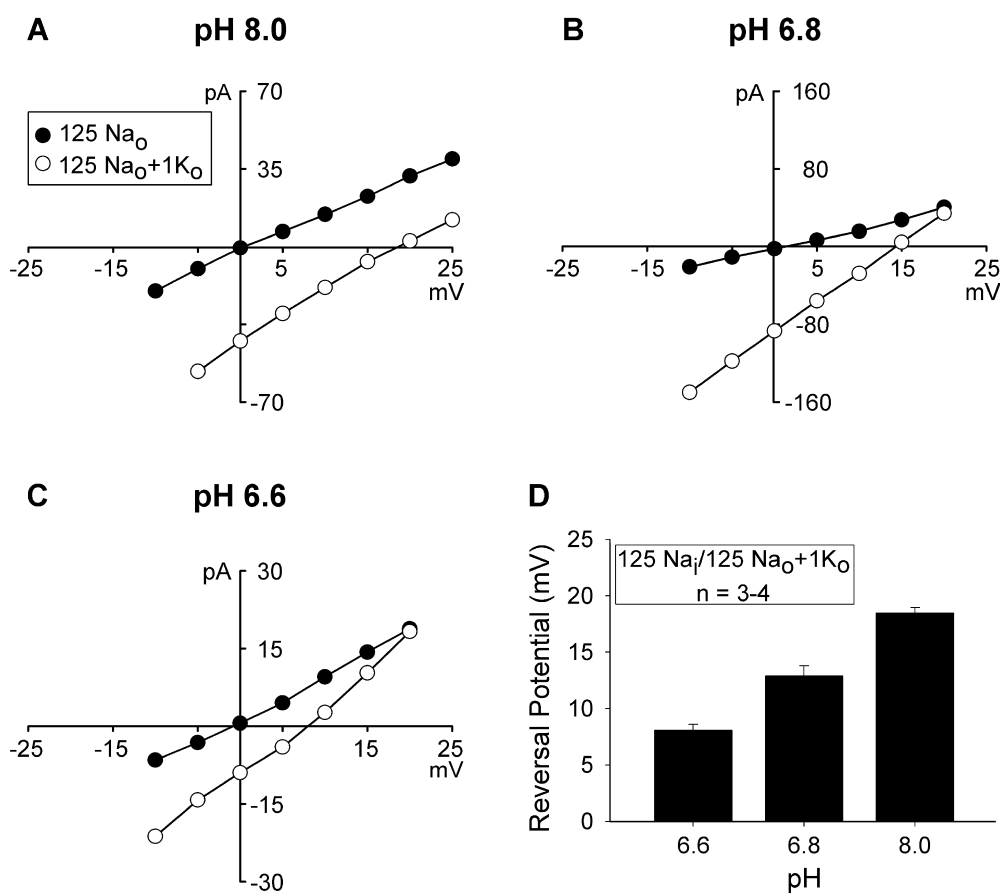 A
pH 8.0
pA
70
125 Nao
125 Nao+1Ko
35
-25
-15
5
25
mV
-70
B
pH 6.8
pA
160
80
-25
-15
5
15
25
mV
-80
-160
C
pH 6.6
pA
30
15
-25
-15
15
25
mV
-15
-30
D
Reversal Potential (mV)
25
20
15
10
5
0
125 Nai/125 Nao+1Ko
n = 3-4
6.6
6.8
8.0
pH